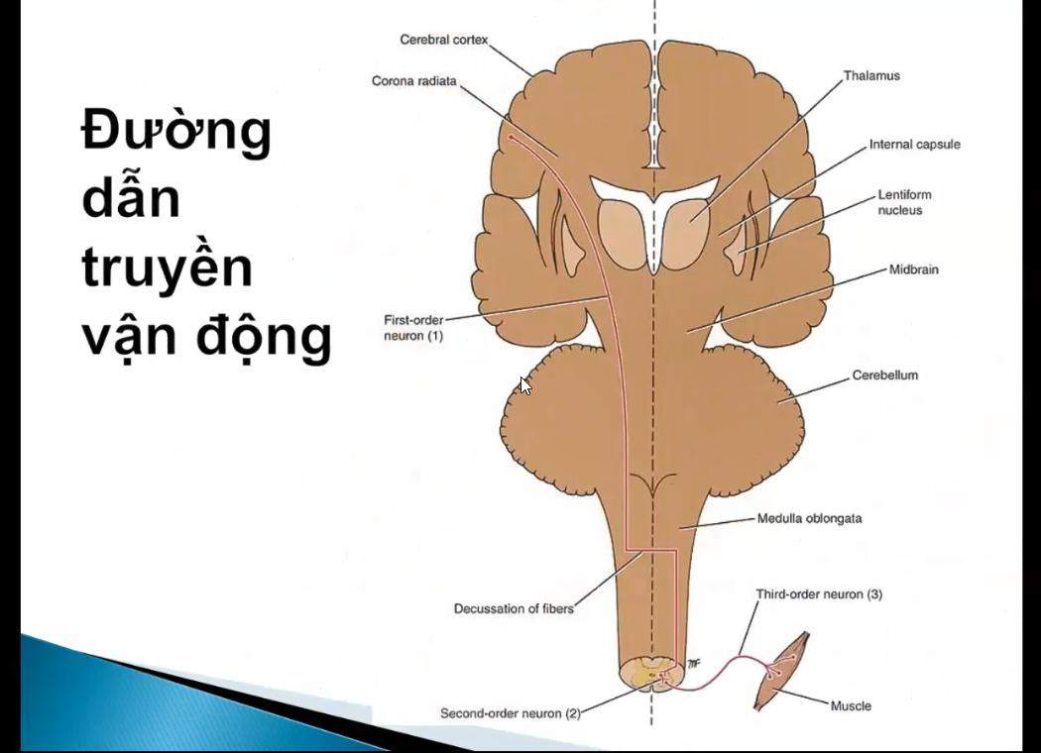 Đường
dẫn
truyền
vận động
Cerebral cortex
Corona radiata
Thalamus
Internal capsule
Lentiform
nucleus
Midbrain
First-order
neuron (1)
Cerebellum
Medulla oblongata
Decussation of fibers
Third-order neuron (3)
Second-order neuron (2)
Muscle